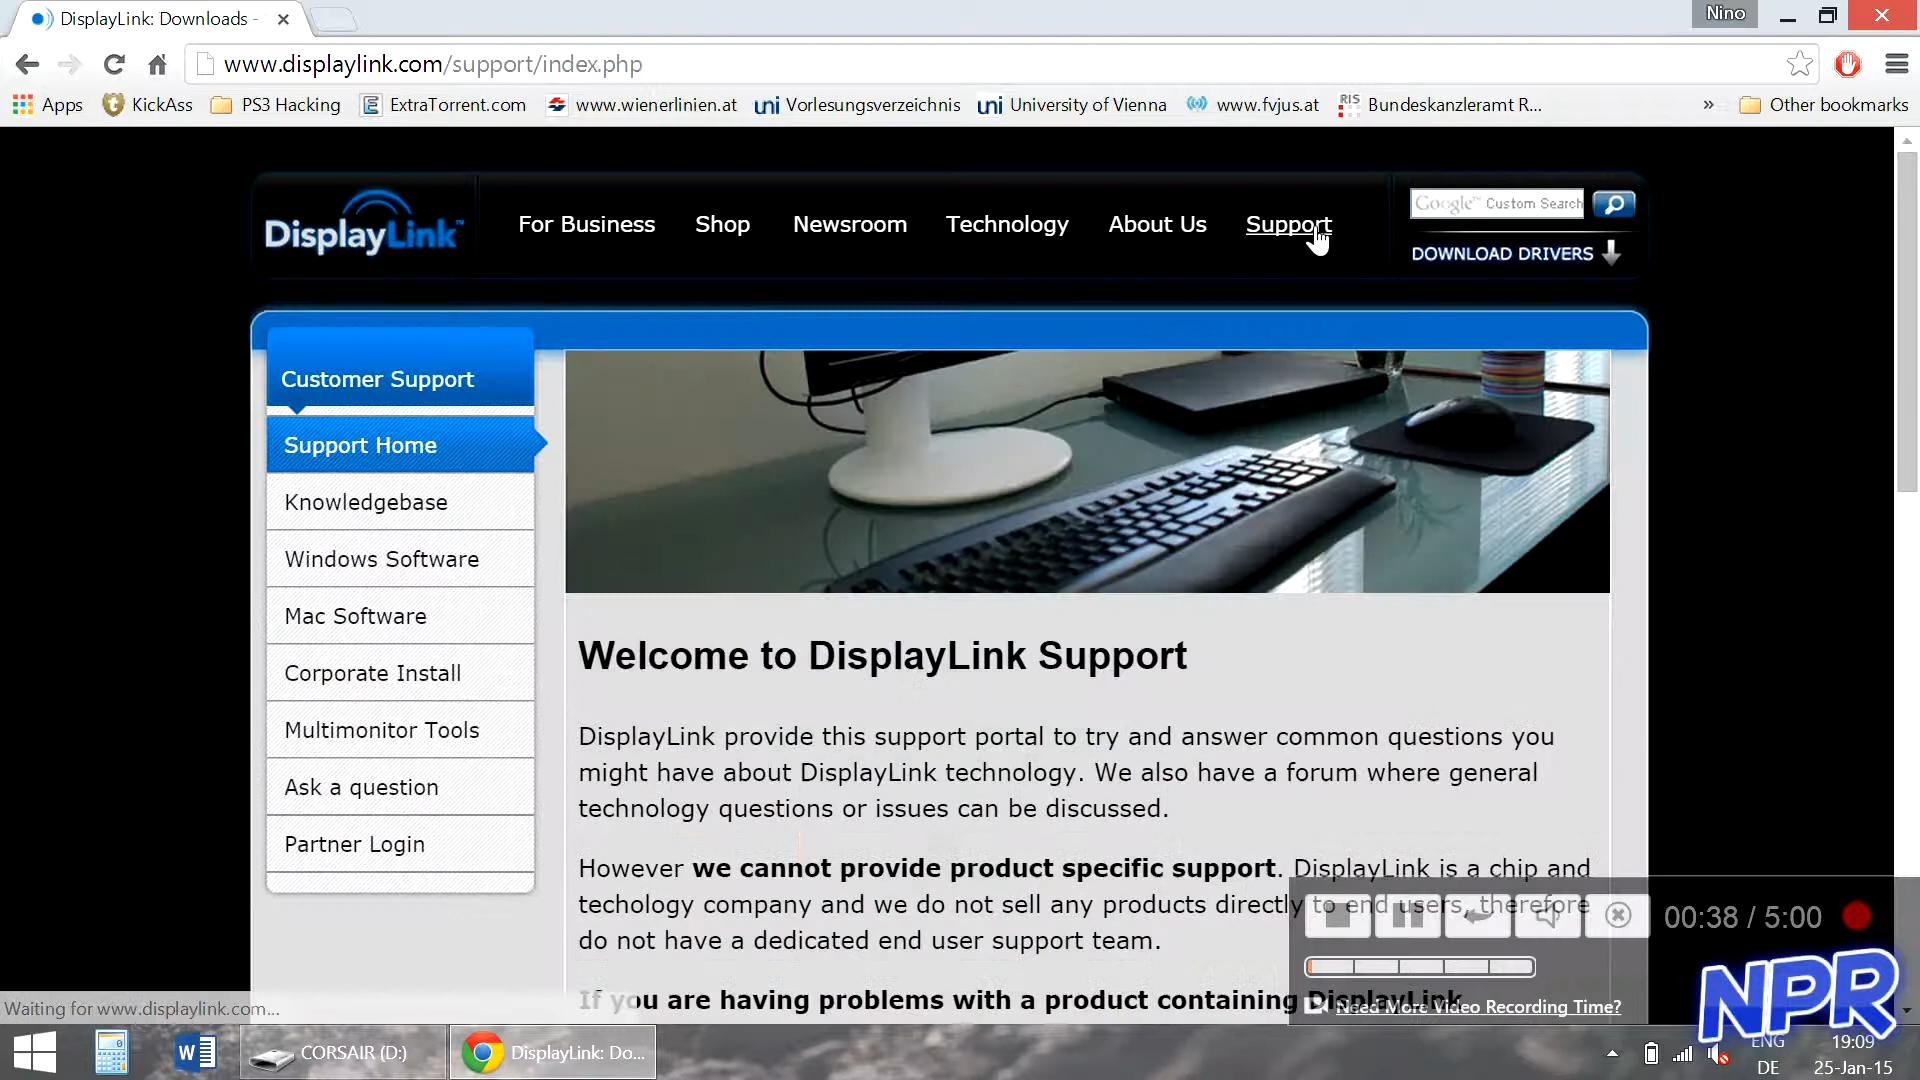 DisplayLink: Downloads -
Nino
www.displaylink.com/support/index.php
Apps KickAss PS3 Hacking ExtraTorrent.com www.wienerlinien.at uni Vorlesungsverzeichnis uni University of Vienna www.fvjus.at RIS Bundeskanzleramt R... » Other bookmarks
DisplayLink™ For Business Shop Newsroom Technology About Us Support
Google™ Custom Search
DOWNLOAD DRIVERS
Customer Support
Support Home
Knowledgebase
Windows Software
Mac Software
Corporate Install
Multimonitor Tools
Ask a question
Partner Login
Welcome to DisplayLink Support
DisplayLink provide this support portal to try and answer common questions you
might have about DisplayLink technology. We also have a forum where general
technology questions or issues can be discussed.
However we cannot provide product specific support. DisplayLink is a chip and
techology company and we do not sell any products directly to end users, therefore
do not have a dedicated end user support team.
If you are having problems with a product containing DisplayLink
00:38 / 5:00
Need More Video Recording Time?
NPR
Waiting for www.displaylink.com...
CORSAIR (D:)
DisplayLink: Do...
ENG
DE
19:09
25-Jan-15